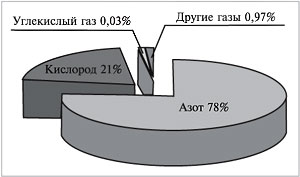 Углекислый газ 0,03%
Другие газы 0,97%
Кислород 21%
Азот 78%